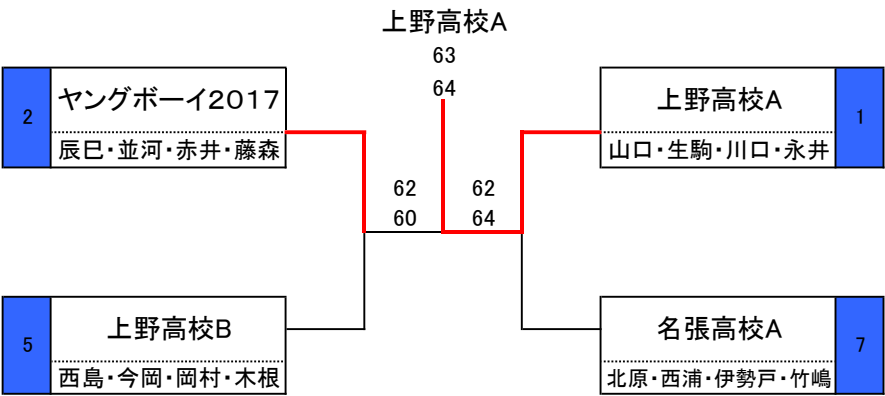 上野高校A
63
64
2
ヤングボーイ2017
辰巳・並河・赤井・藤森
上野高校A
山口・生駒・川口・永井
1
62
60
62
64
5
上野高校B
西島・今岡・岡村・木根
名張高校A
北原・西浦・伊勢戸・竹嶋
7